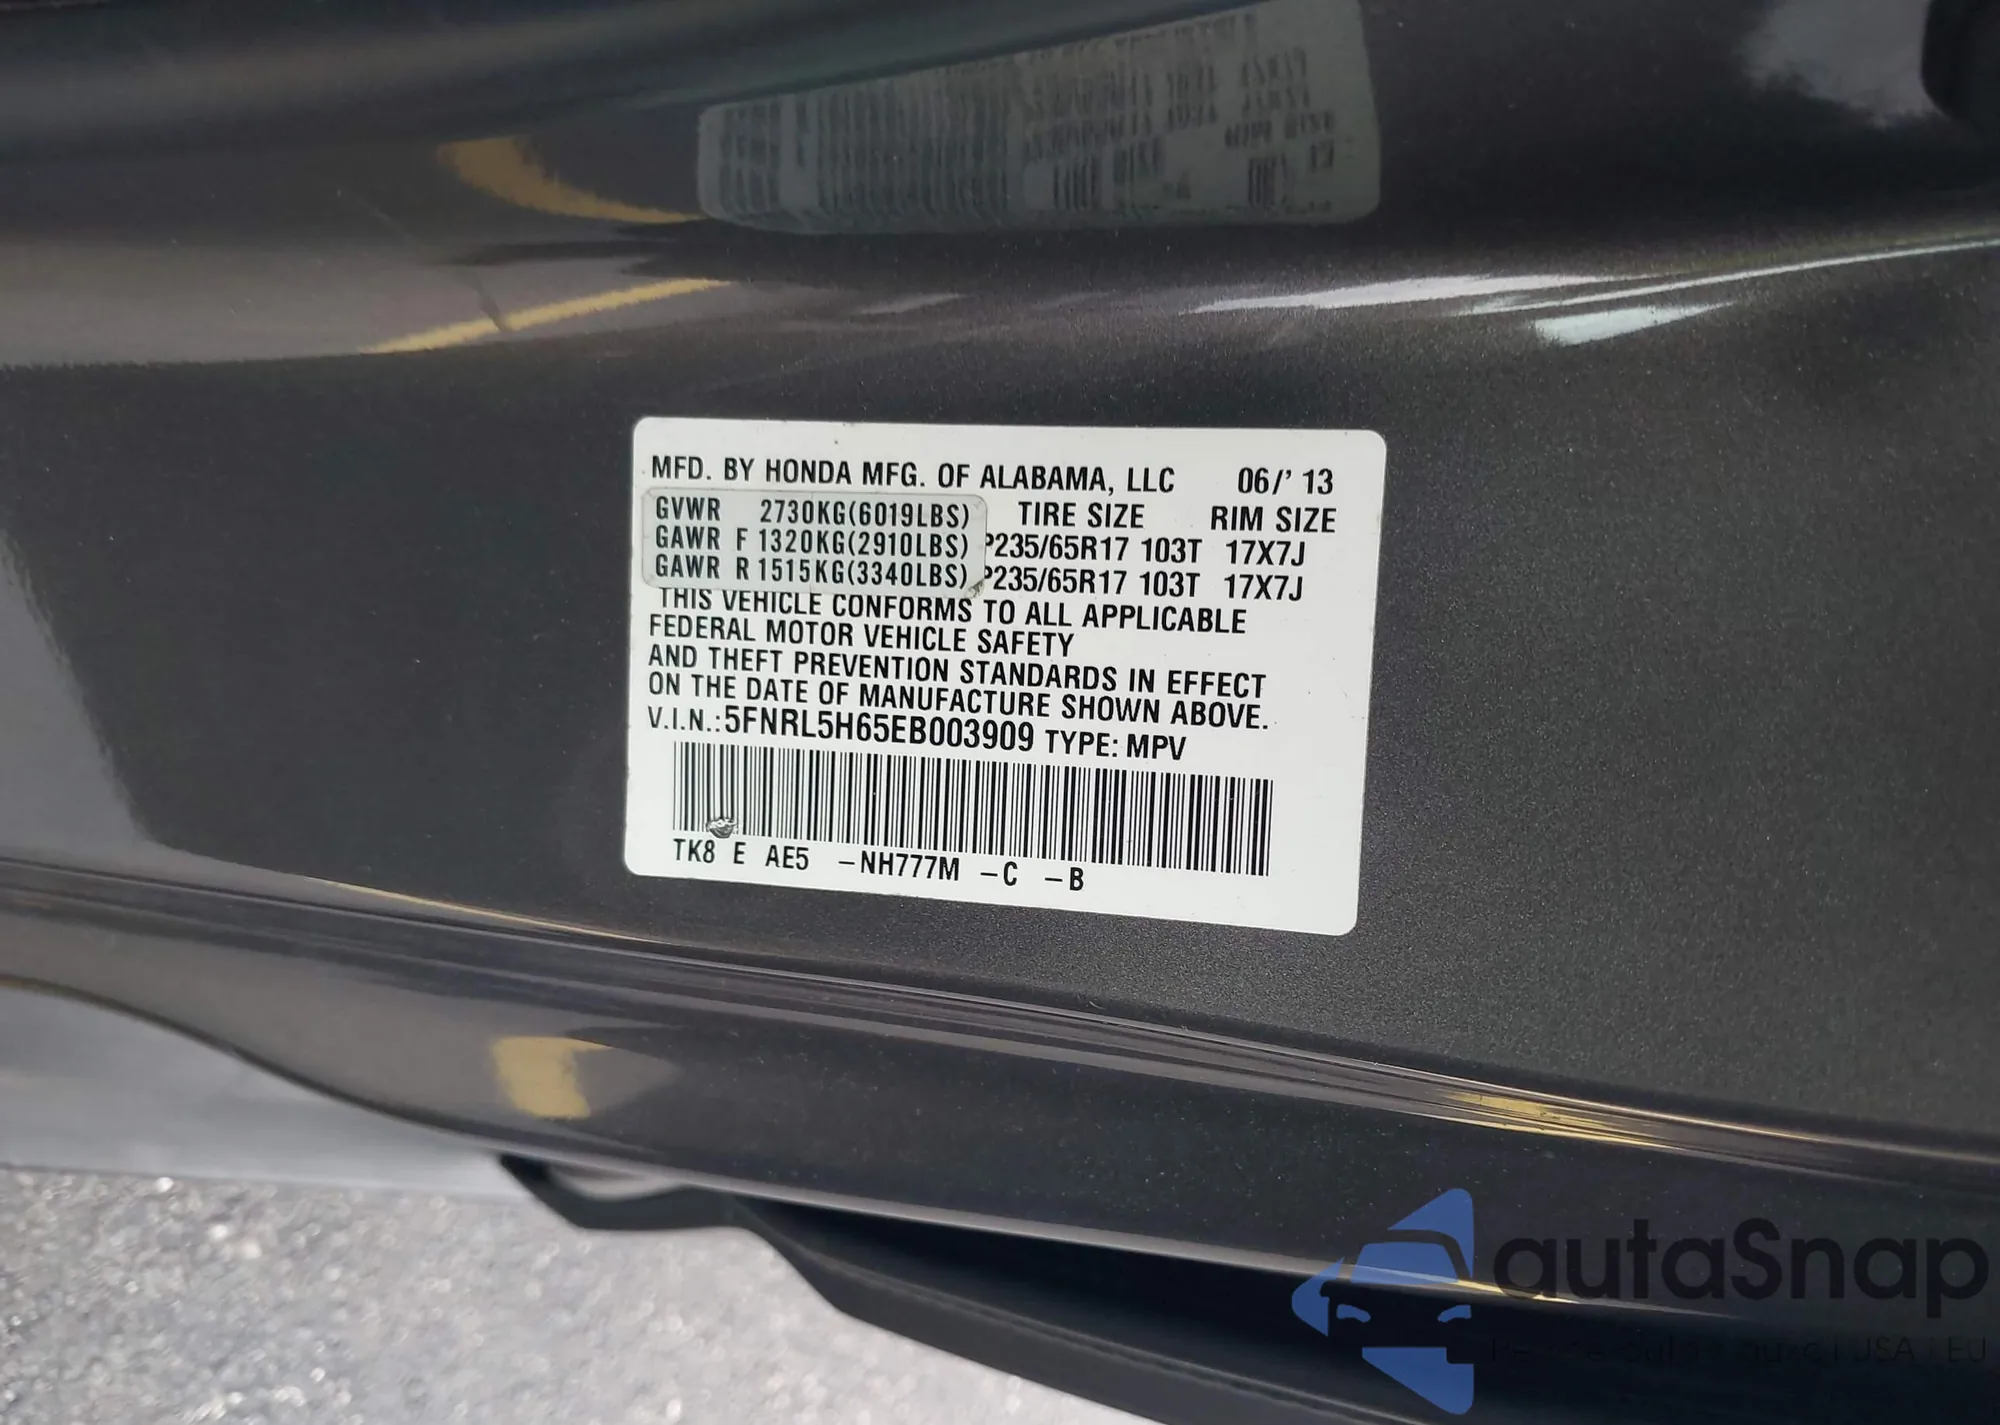 MFD. BY HONDA MFG. OF ALABAMA, LLC 06/' 13
GVWR 2730KG(6019LBS) TIRE SIZE RIM SIZE
GAWR F 1320KG(2910LBS) P235/65R17 103T 17X7J
GAWR R 1515KG(3340LBS) P235/65R17 103T 17X7J
THIS VEHICLE CONFORMS TO ALL APPLICABLE
FEDERAL MOTOR VEHICLE SAFETY
AND THEFT PREVENTION STANDARDS IN EFFECT
ON THE DATE OF MANUFACTURE SHOWN ABOVE.
V.I.N.: 5FNRL5H65EB003909 TYPE: MPV
TK8 E AE5 -NH777M -C -B
autaSnap
USA EU